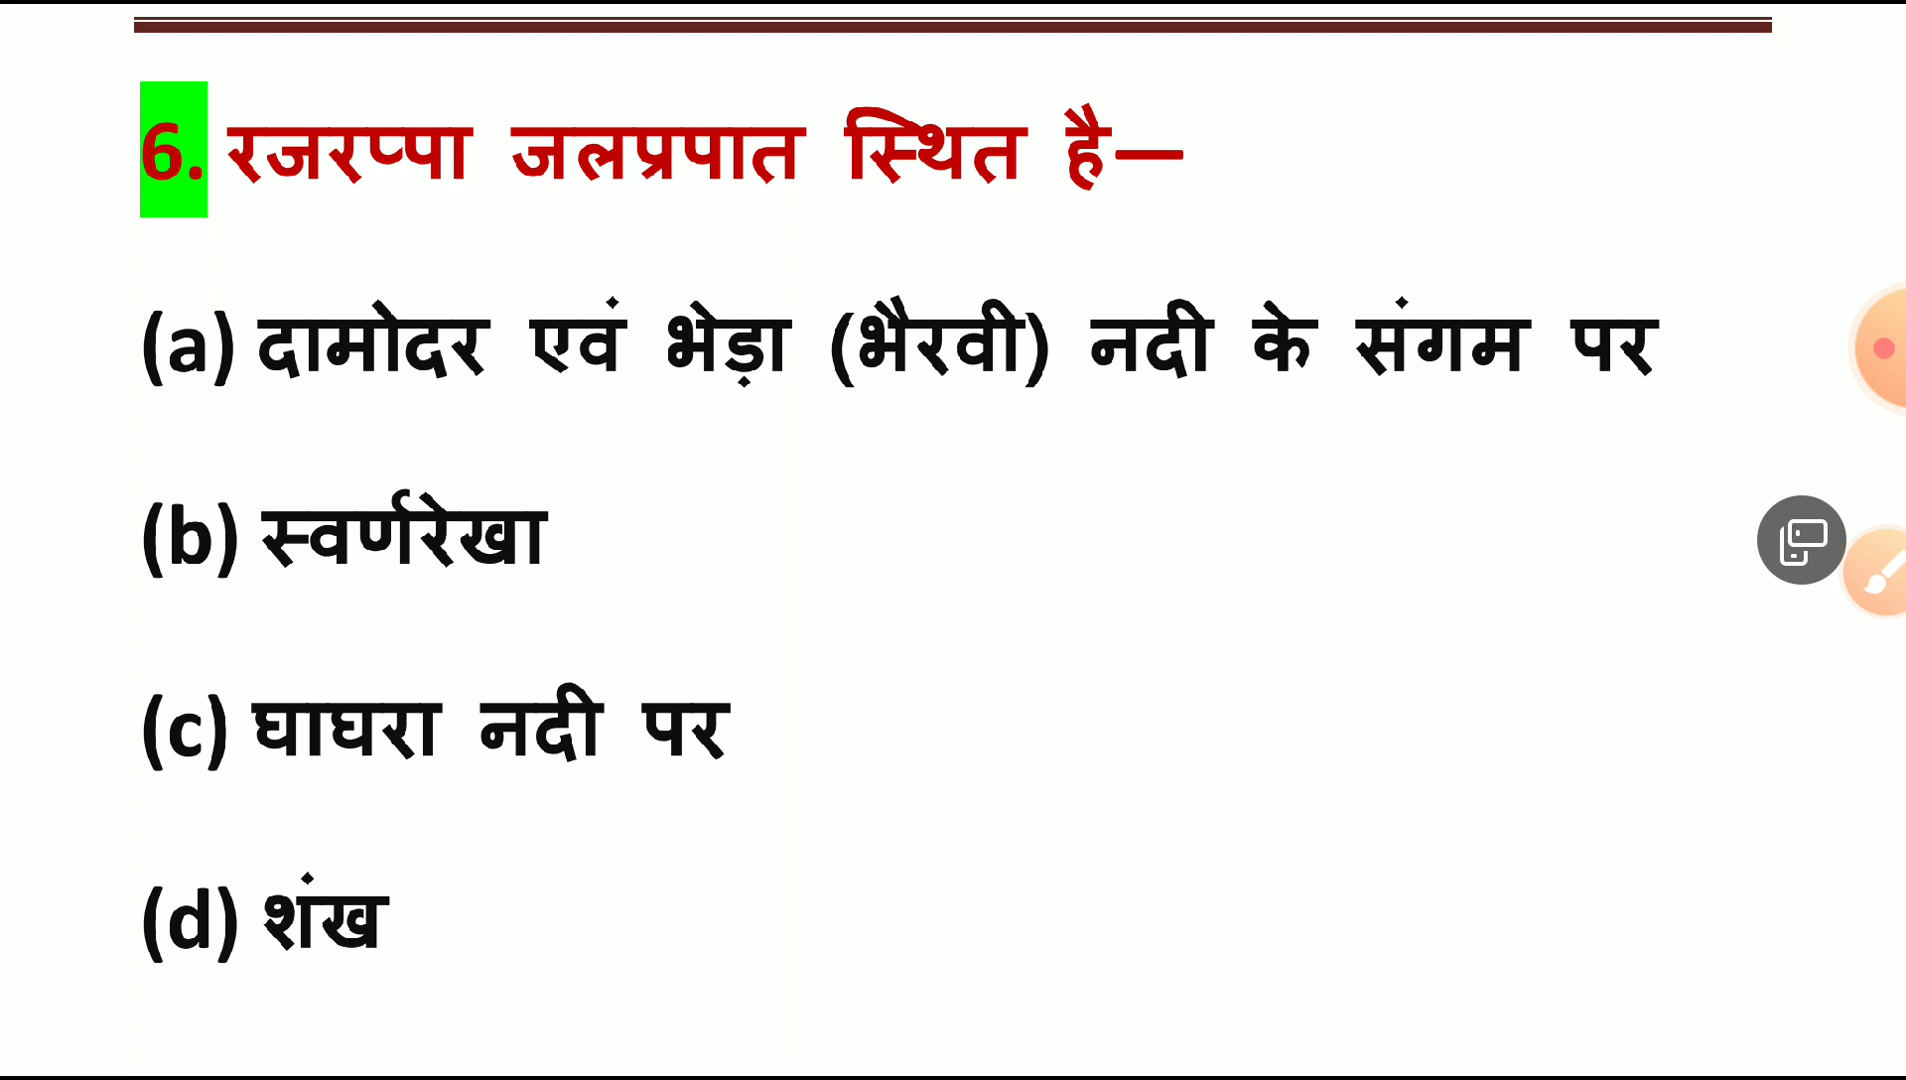 6. रजरप्पा जलप्रपात स्थित है—
(a) दामोदर एवं भेड़ा (भैरवी) नदी के संगम पर
(b) स्वर्णरेखा
(c) घाघरा नदी पर
(d) शंख